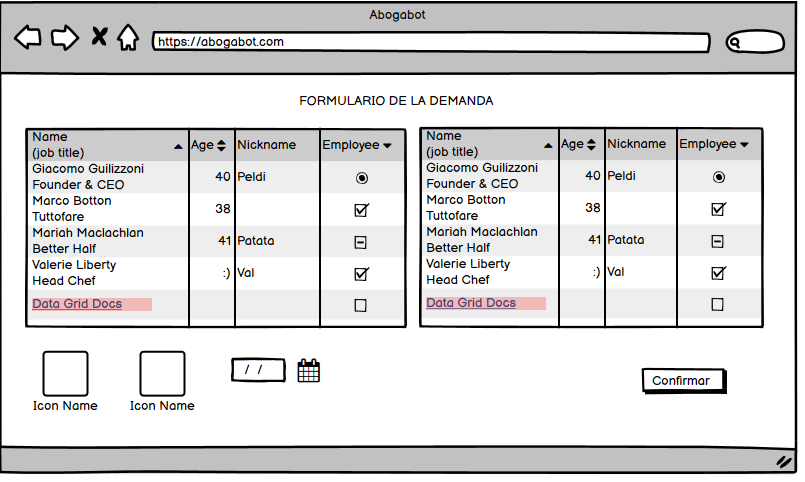 Abogabot
https://abogabot.com
FORMULARIO DE LA DEMANDA
Name
(job title)
Age
Nickname
Employee
Giacomo Guilizzoni
Founder & CEO
40
Peldi
Marco Botton
Tuttofare
38
Mariah Maclachlan
Better Half
41
Patata
Valerie Liberty
Head Chef
:)
Val
Data Grid Docs
Name
(job title)
Age
Nickname
Employee
Giacomo Guilizzoni
Founder & CEO
40
Peldi
Marco Botton
Tuttofare
38
Mariah Maclachlan
Better Half
41
Patata
Valerie Liberty
Head Chef
:)
Val
Data Grid Docs
Icon Name
Icon Name
/ /
Confirmar